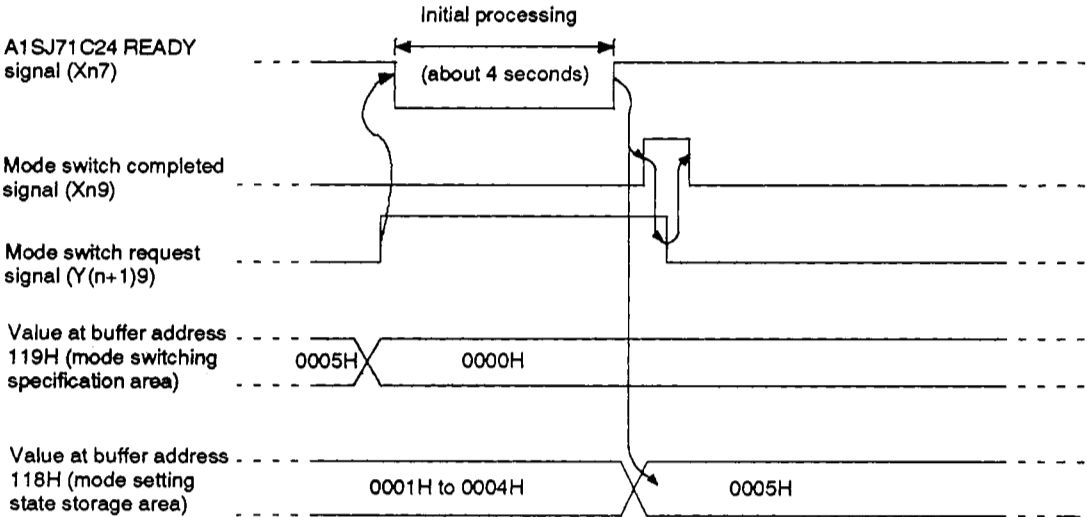 Initial processing
A1SJ71C24 READY
signal (Xn7)
(about 4 seconds)
Mode switch completed
signal (Xn9)
Mode switch request
signal (Y(n+1)9)
Value at buffer address
119H (mode switching
specification area)
0005H
0000H
Value at buffer address
118H (mode setting
state storage area)
0001H to 0004H
0005H